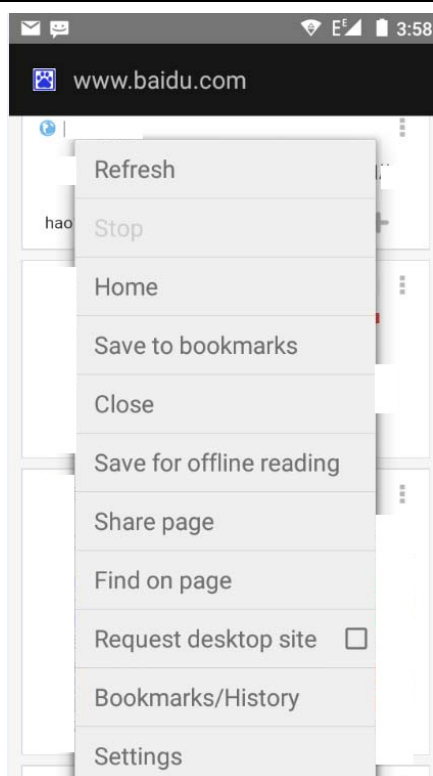 E E 3:58
www.baidu.com
Refresh
hao
Stop
Home
Save to bookmarks
Close
Save for offline reading
Share page
Find on page
Request desktop site
Bookmarks/History
Settings